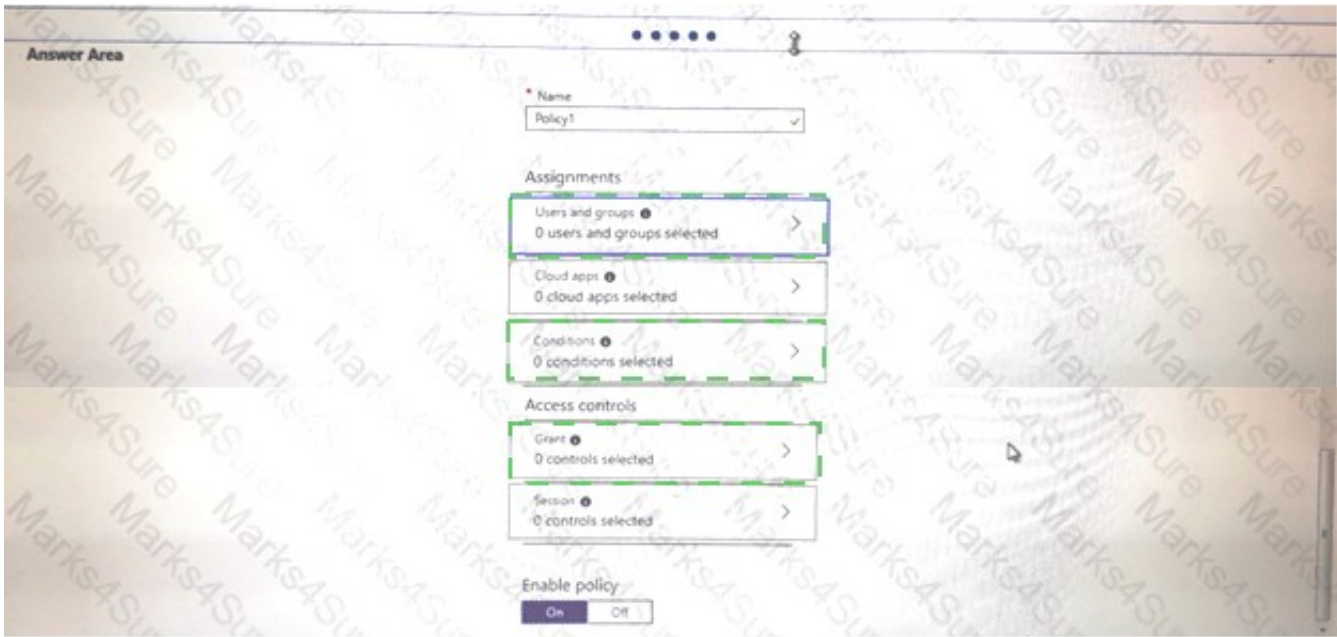 Answer Area
* Name
Policy1
Assignments
Users and groups
0 users and groups selected
Cloud apps
0 cloud apps selected
Conditions
0 conditions selected
Access controls
Grant
0 controls selected
Session
0 controls selected
Enable policy
On Off
Marks4Sure